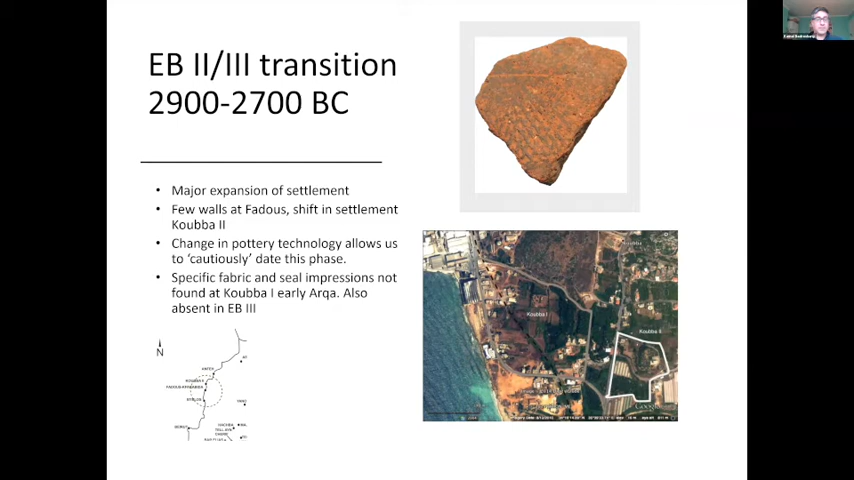 EB II/III transition
2900-2700 BC
• Major expansion of settlement
• Few walls at Fadous, shift in settlement
Koubba II
• Change in pottery technology allows us
to ‘cautiously’ date this phase.
• Specific fabric and seal impressions not
found at Koubba I early Arqa. Also
absent in EB III
N
Koubba
Koubba I
Koubba II
Google